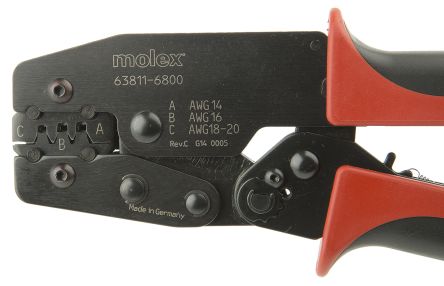 molex
63811-6800
A AWG14
B AWG16
C AWG18-20
Rev.C G14 0005
C A
B
Made in Germany